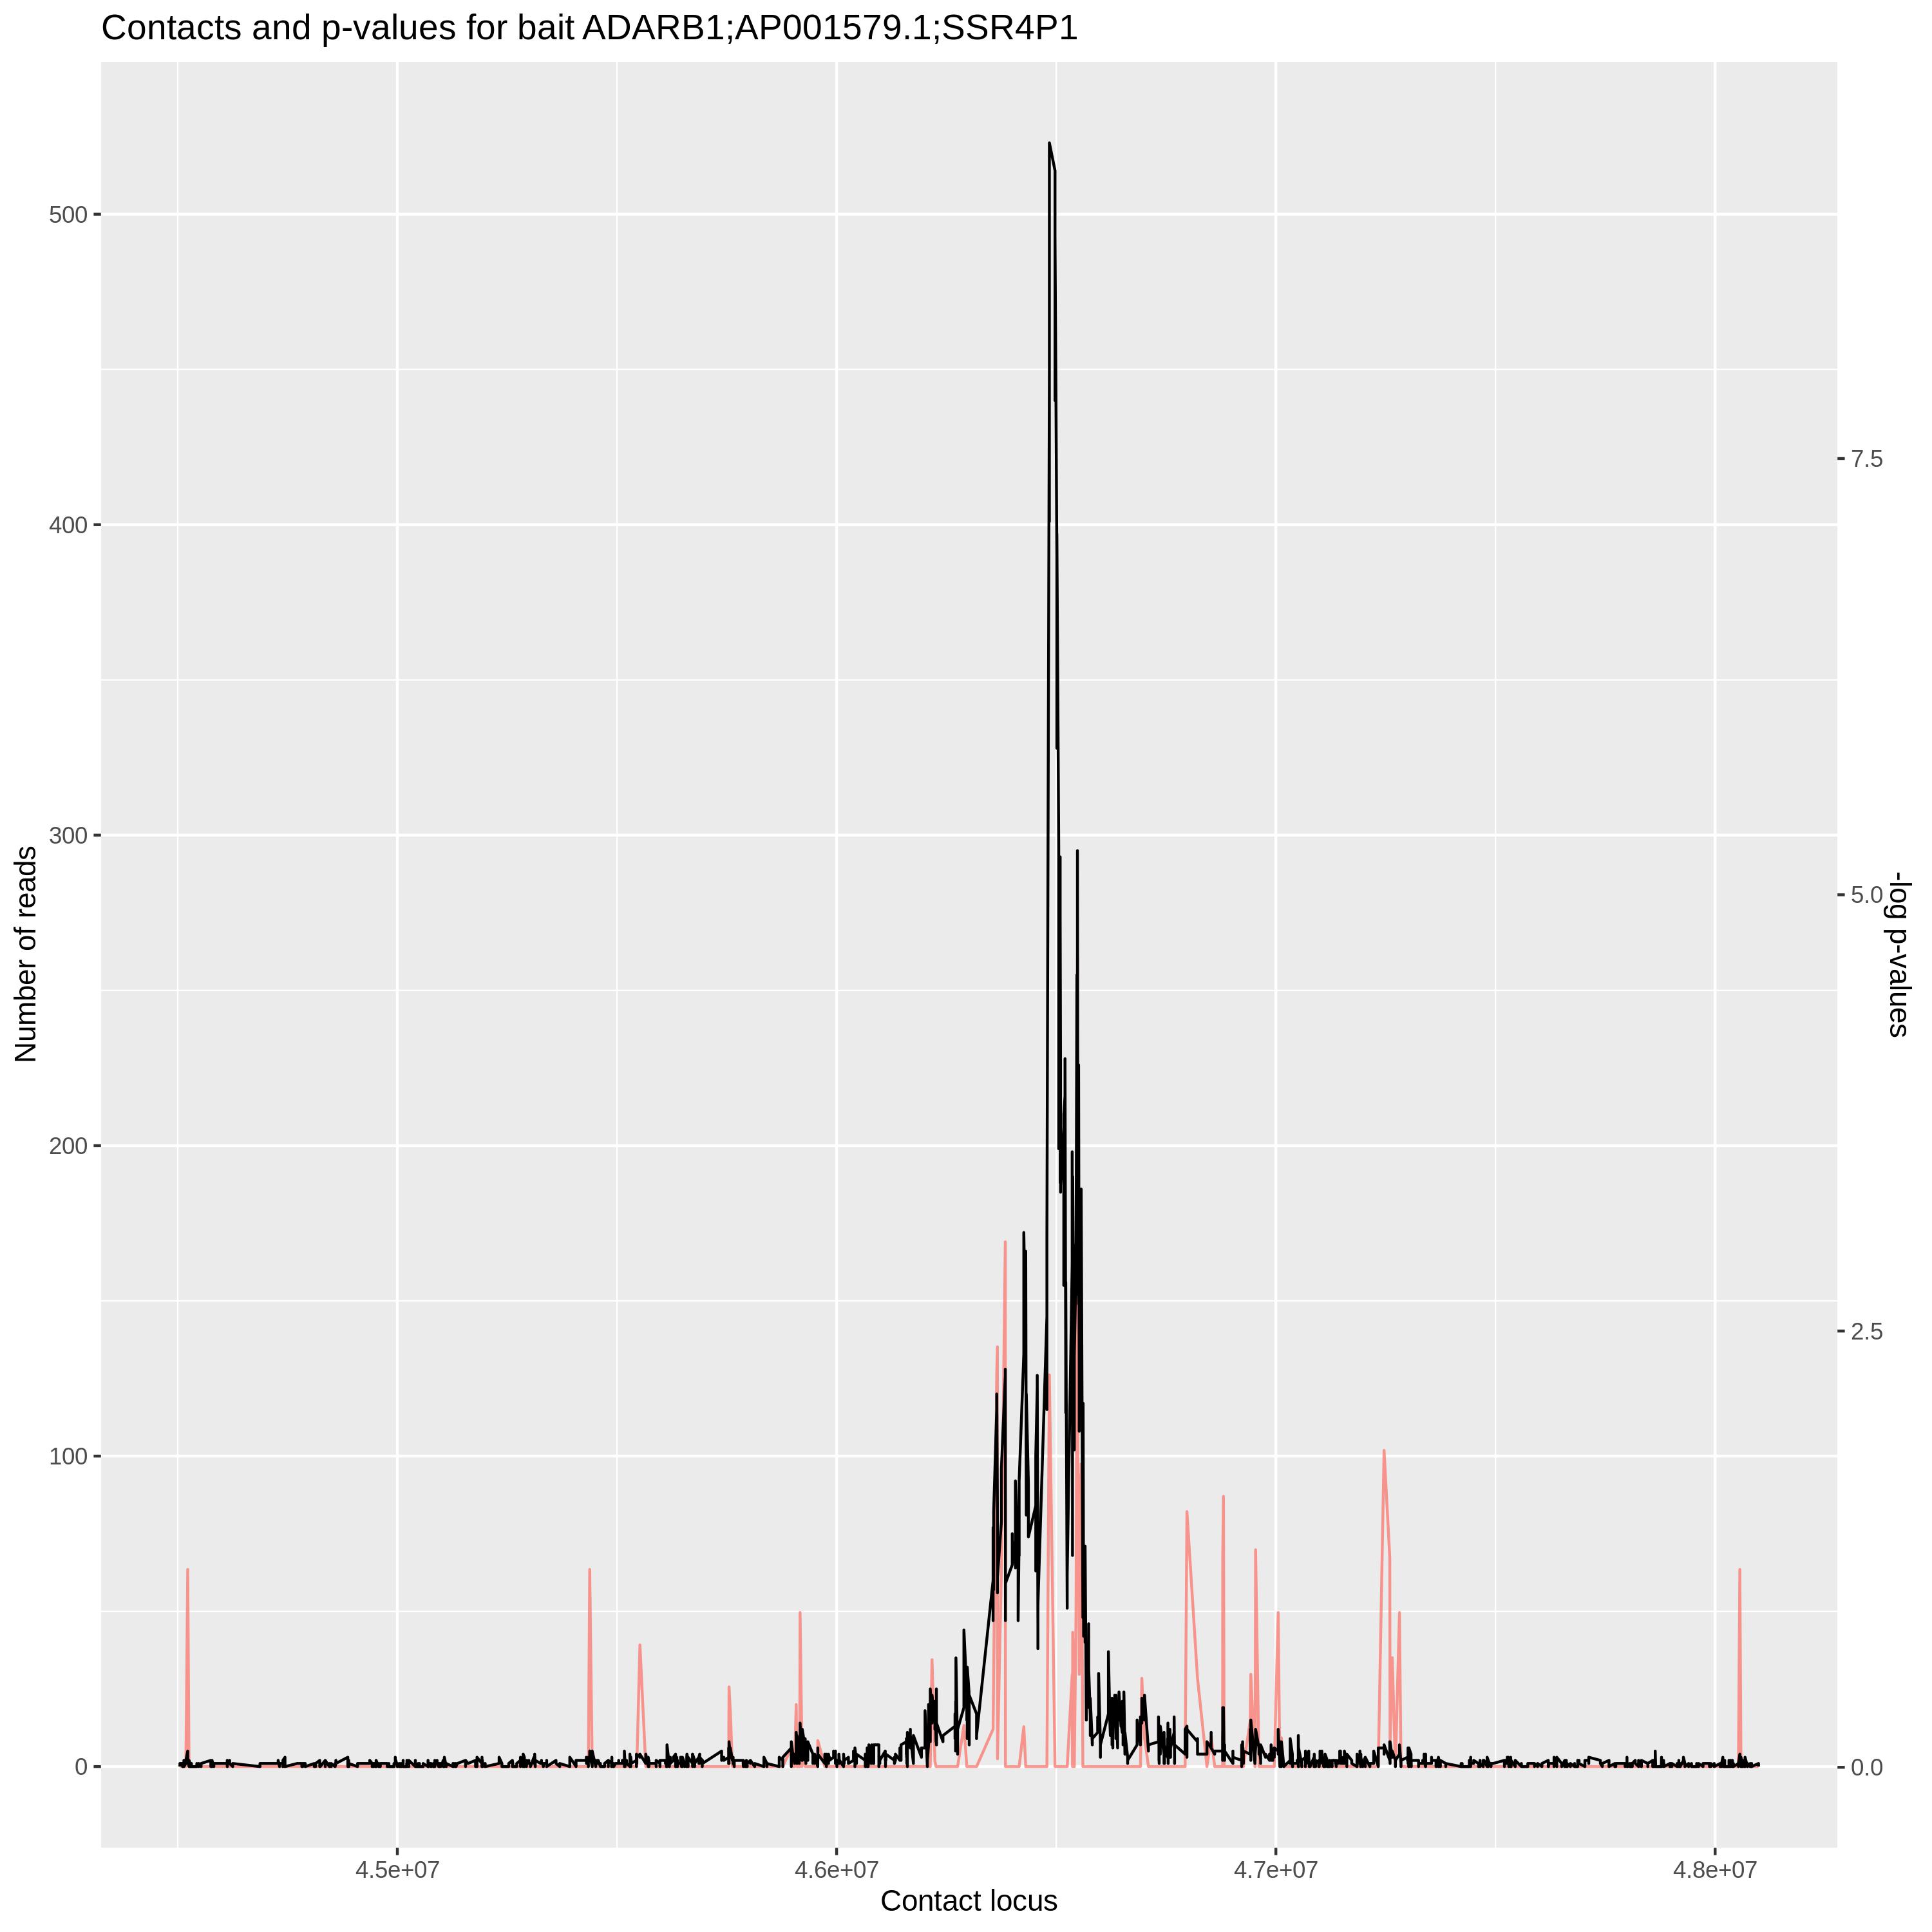 Contacts and p-values for bait ADARB1;AP001579.1;SSR4P1
500
400
300
200
100
0
Number of reads
7.5
5.0
2.5
0.0
-log p-values
4.5e+07
4.6e+07
4.7e+07
4.8e+07
Contact locus